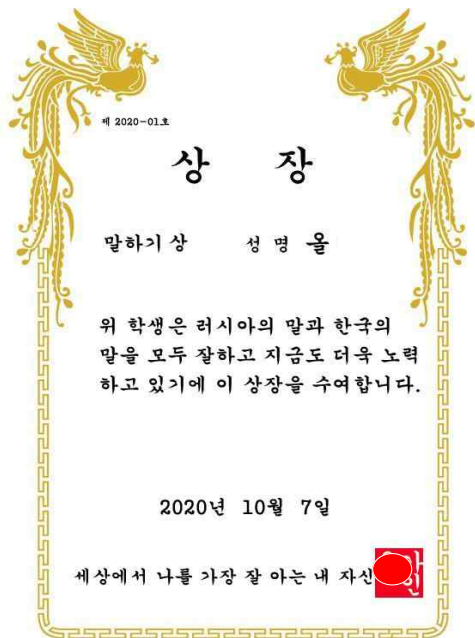 제 2020-01호
상 장
말하기상 성 명 올
위 학생은 러시아의 말과 한국의
말을 모두 잘하고 지금도 더욱 노력
하고 있기에 이 상장을 수여합니다.
2020년 10월 7일
세상에서 나를 가장 잘 아는 내 자신